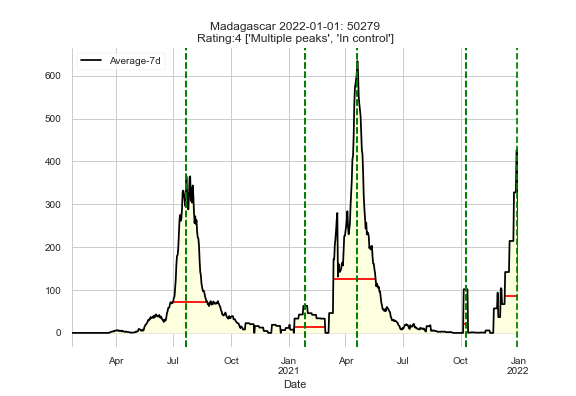 Madagascar 2022-01-01: 50279
Rating:4 ['Multiple peaks', 'In control']
Average-7d
600
500
400
300
200
100
0
Apr Jul Oct Jan Apr Jul Oct Jan
2021 2022
Date